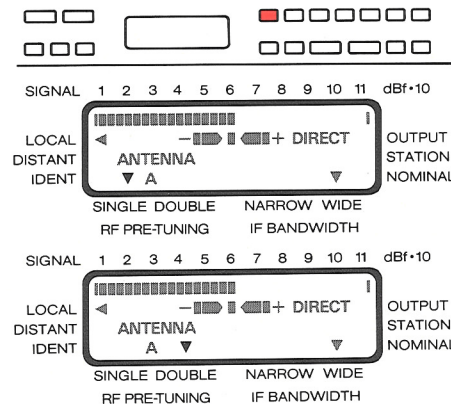 SIGNAL 1 2 3 4 5 6 7 8 9 10 11 dBf•10
LOCAL − + DIRECT OUTPUT
DISTANT ANTENNA STATION
IDENT A NOMINAL
SINGLE DOUBLE NARROW WIDE
RF PRE-TUNING IF BANDWIDTH
SIGNAL 1 2 3 4 5 6 7 8 9 10 11 dBf•10
LOCAL − + DIRECT OUTPUT
DISTANT ANTENNA STATION
IDENT A NOMINAL
SINGLE DOUBLE NARROW WIDE
RF PRE-TUNING IF BANDWIDTH